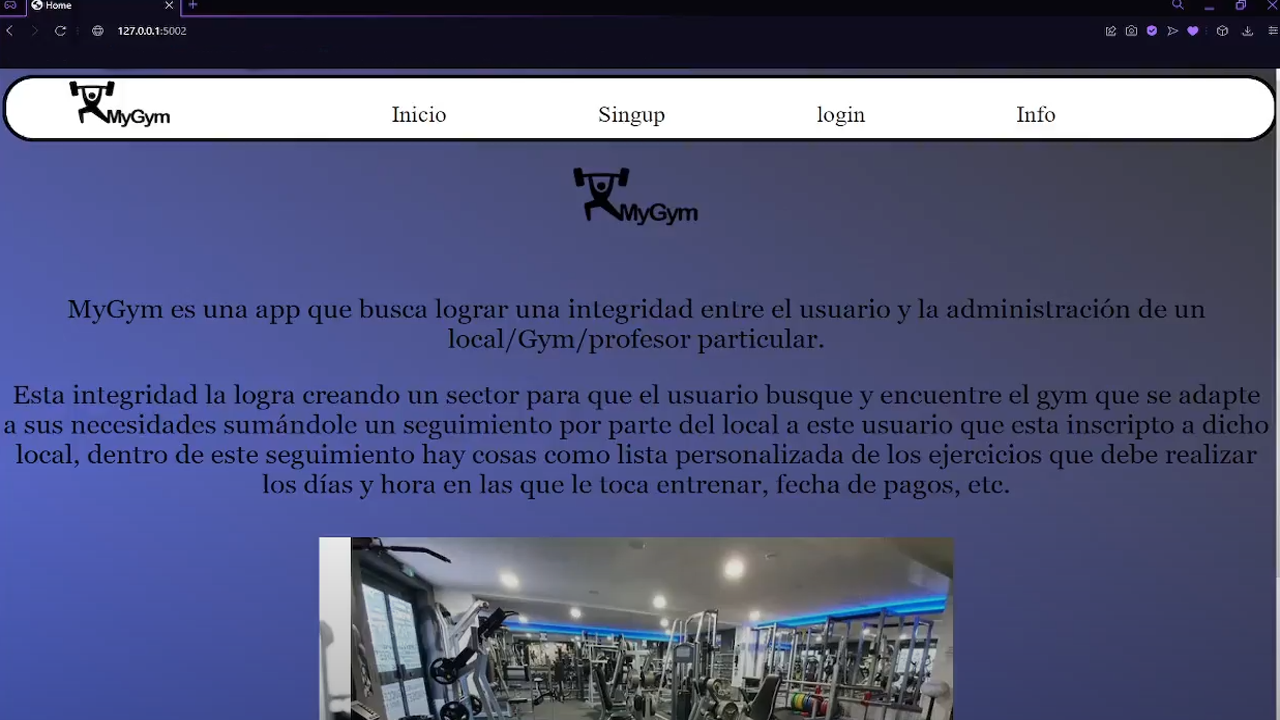 Home
127.0.0.1:5002
MyGym
Inicio
Singup
login
Info
MyGym
MyGym es una app que busca lograr una integridad entre el usuario y la administración de un
local/Gym/profesor particular.
Esta integridad la logra creando un sector para que el usuario busque y encuentre el gym que se adapte
a sus necesidades sumándole un seguimiento por parte del local a este usuario que esta inscripto a dicho
local, dentro de este seguimiento hay cosas como lista personalizada de los ejercicios que debe realizar
los días y hora en las que le toca entrenar, fecha de pagos, etc.